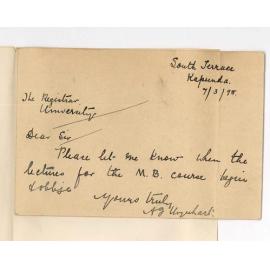 South Terrace
Kapunda.
7/3/98.
The Registrar
University
Dear Sir
Please let me know when the
lectures for the M.B. course begin
& oblige
Yours truly,
A J Urquhart.